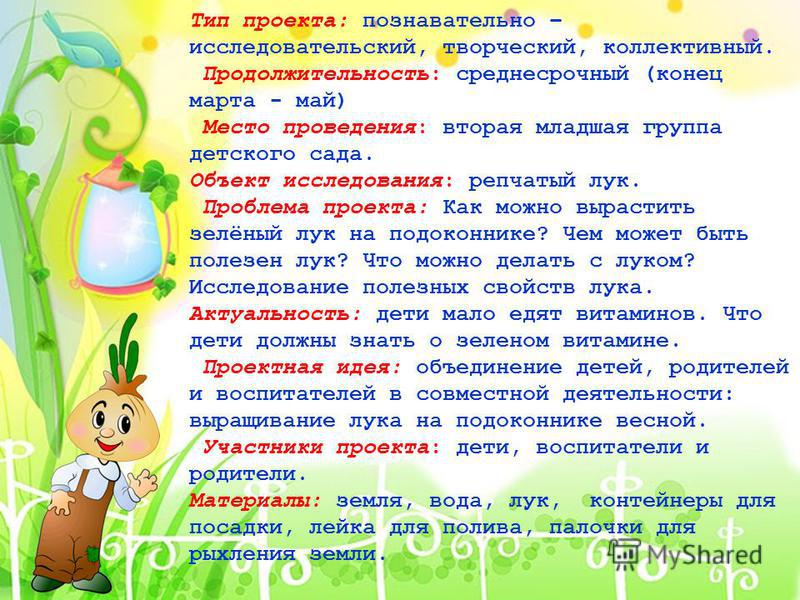 Тип проекта: познавательно –
исследовательский, творческий, коллективный.
Продолжительность: среднесрочный (конец
марта - май)
Место проведения: вторая младшая группа
детского сада.
Объект исследования: репчатый лук.
Проблема проекта: Как можно вырастить
зелёный лук на подоконнике? Чем может быть
полезен лук? Что можно делать с луком?
Исследование полезных свойств лука.
Актуальность: дети мало едят витаминов. Что
дети должны знать о зеленом витамине.
Проектная идея: объединение детей, родителей
и воспитателей в совместной деятельности:
выращивание лука на подоконнике весной.
Участники проекта: дети, воспитатели и
родители.
Материалы: земля, вода, лук, контейнеры для
посадки, лейка для полива, палочки для
рыхления земли.
MyShared